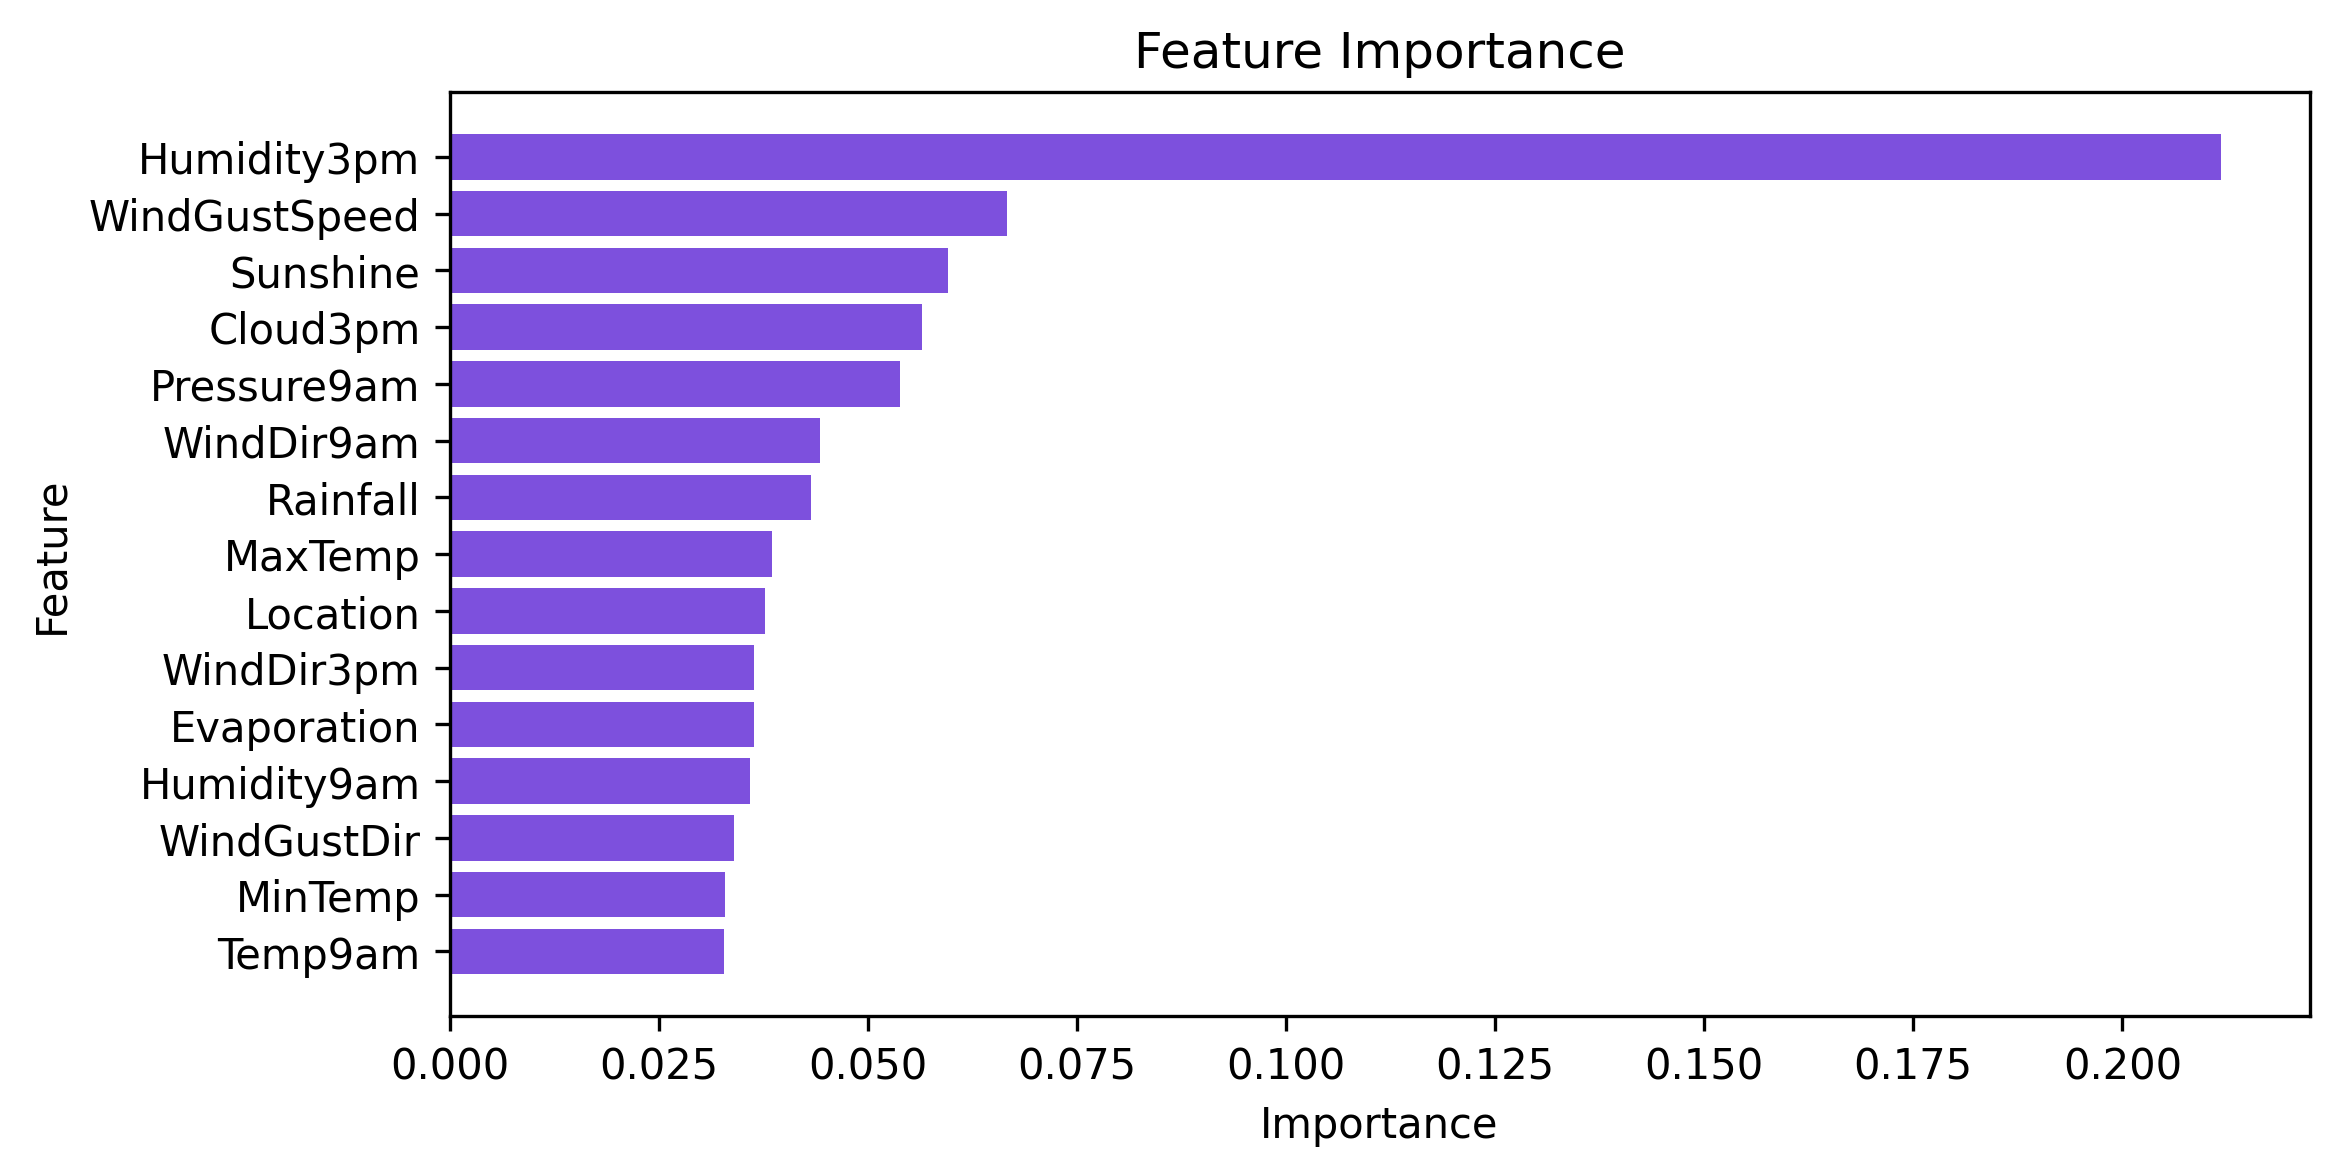 Feature Importance
Feature
Humidity3pm
WindGustSpeed
Sunshine
Cloud3pm
Pressure9am
WindDir9am
Rainfall
MaxTemp
Location
WindDir3pm
Evaporation
Humidity9am
WindGustDir
MinTemp
Temp9am
0.000 0.025 0.050 0.075 0.100 0.125 0.150 0.175 0.200
Importance